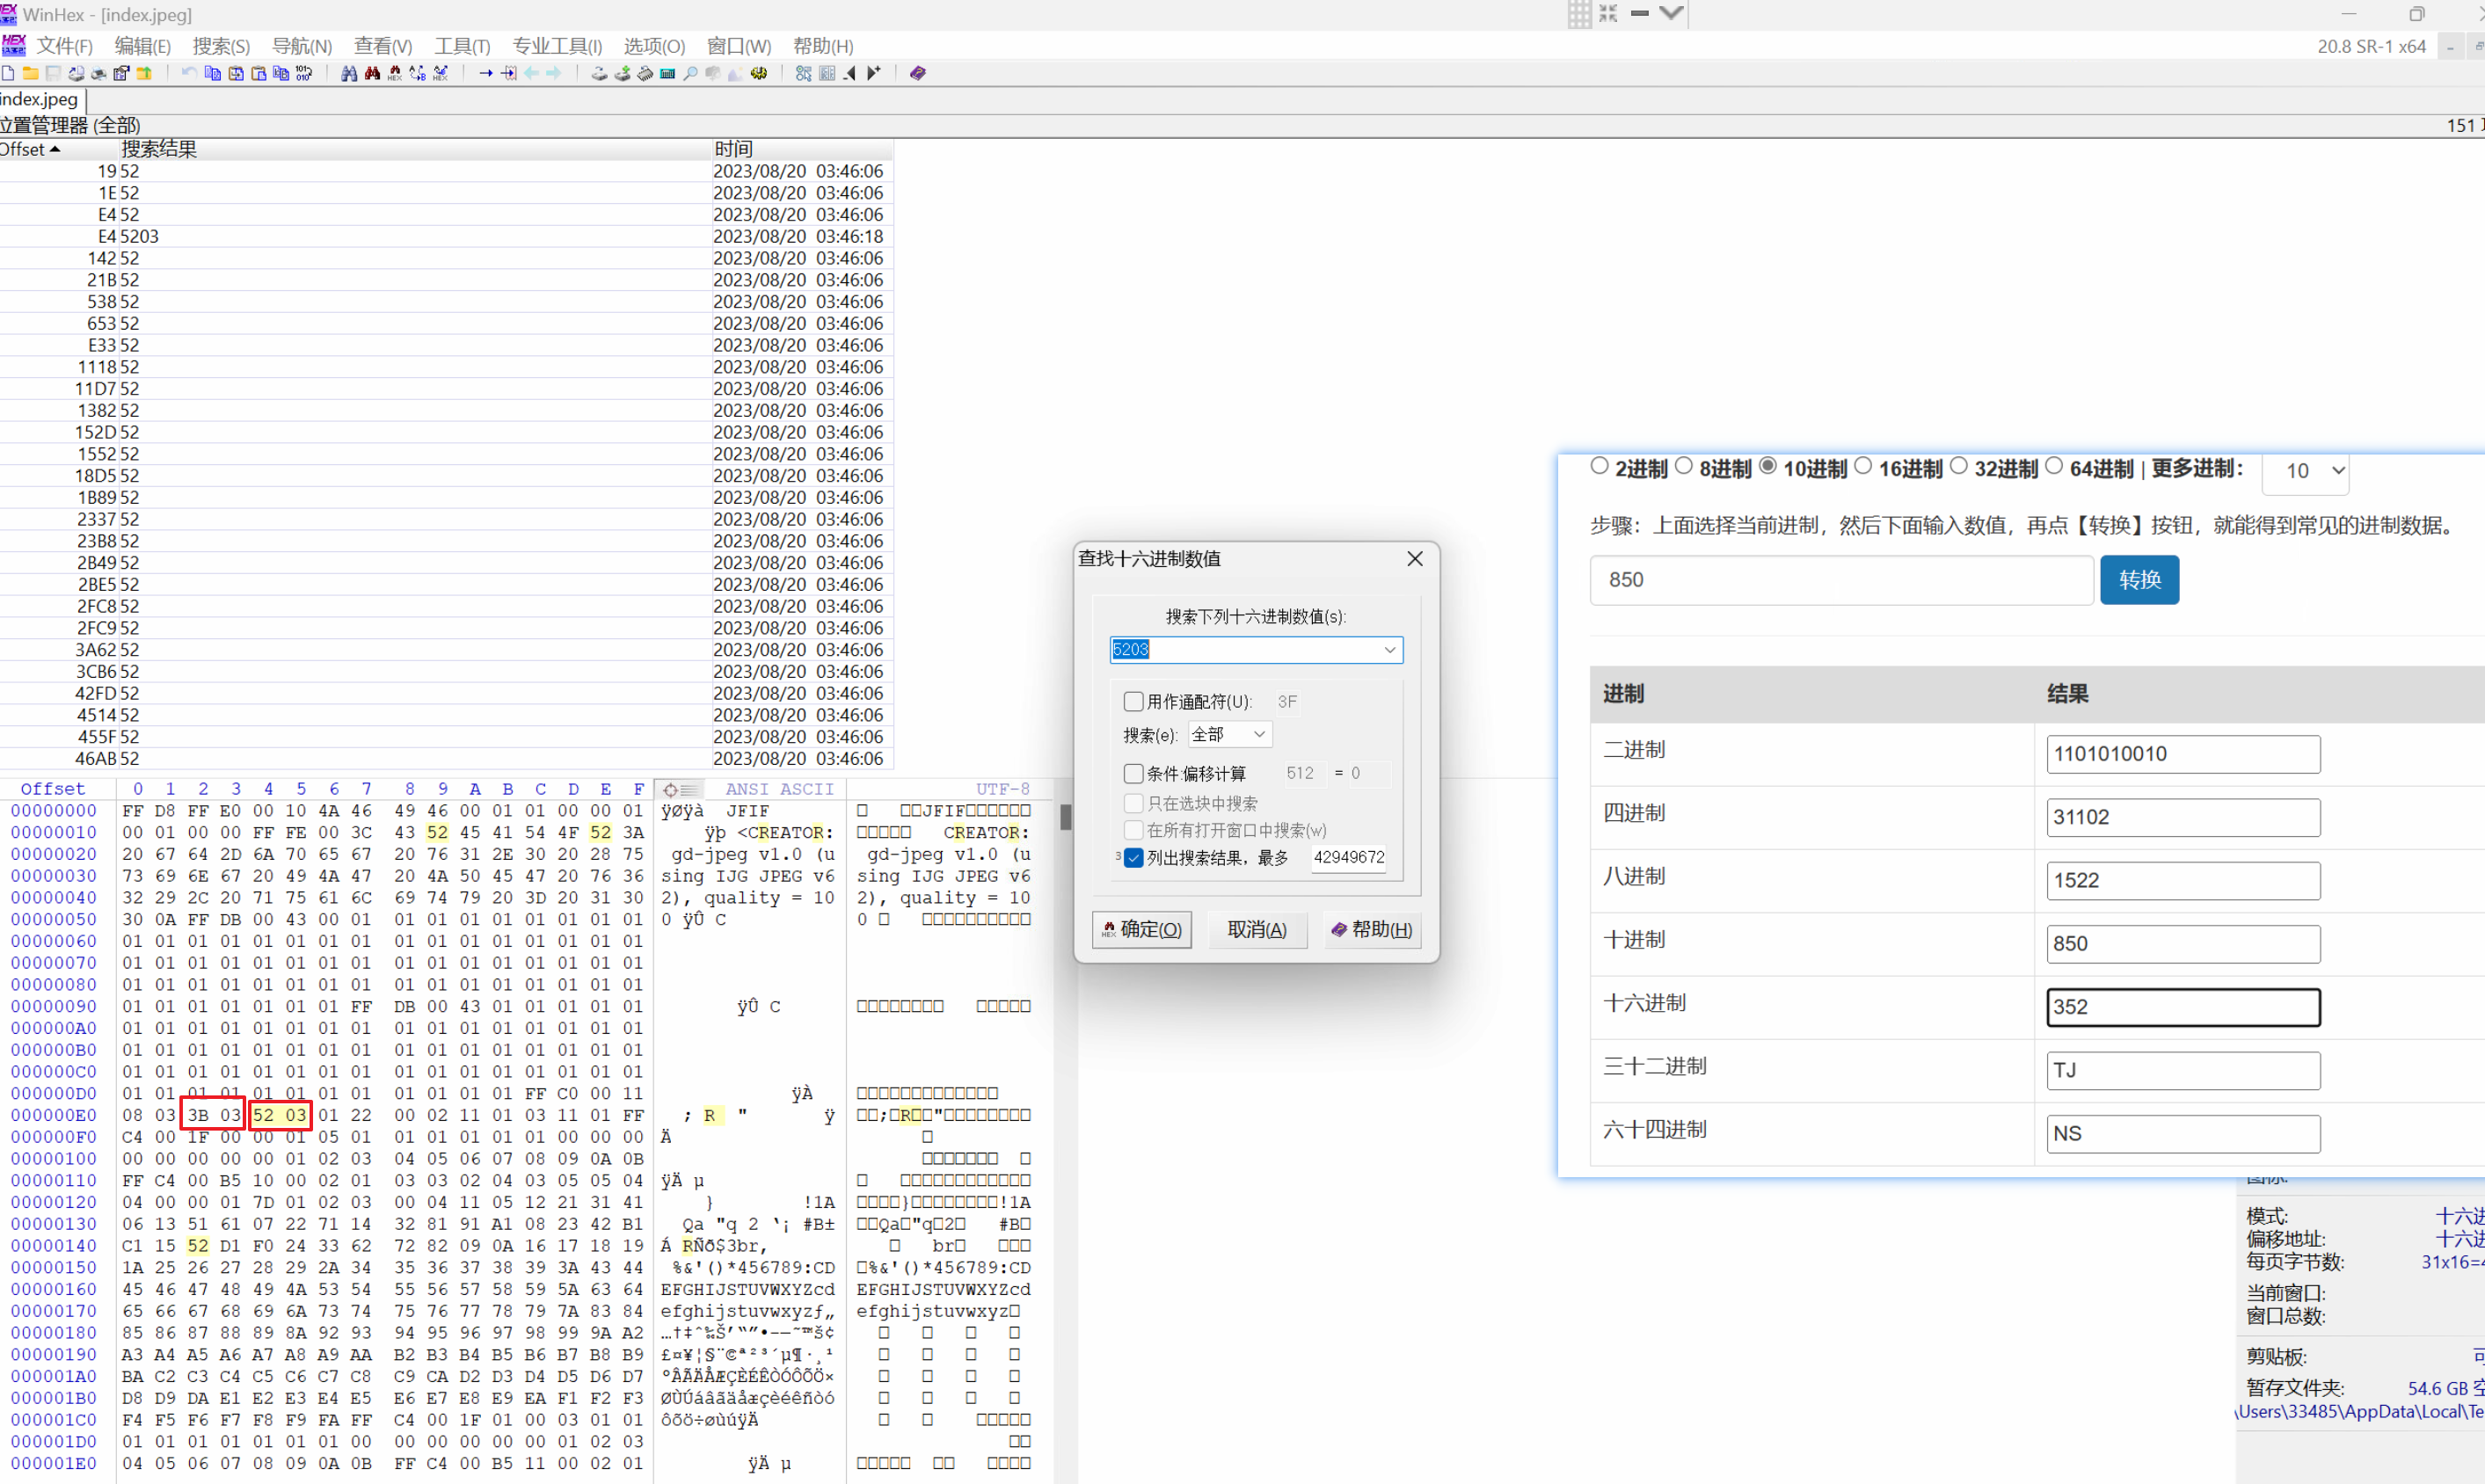 WinHex - [index.jpeg]
文件(F) 编辑(E) 搜索(S) 导航(N) 查看(V) 工具(T) 专业工具(I) 选项(O) 窗口(W) 帮助(H)
20.8 SR-1 x64
index.jpeg
位置管理器 (全部)
151
Offset 搜索结果 时间
19 52 2023/08/20 03:46:06
1E 52 2023/08/20 03:46:06
E4 52 2023/08/20 03:46:06
E4 5203 2023/08/20 03:46:18
142 52 2023/08/20 03:46:06
21B 52 2023/08/20 03:46:06
538 52 2023/08/20 03:46:06
653 52 2023/08/20 03:46:06
E33 52 2023/08/20 03:46:06
1118 52 2023/08/20 03:46:06
11D7 52 2023/08/20 03:46:06
1382 52 2023/08/20 03:46:06
152D 52 2023/08/20 03:46:06
1552 52 2023/08/20 03:46:06
18D5 52 2023/08/20 03:46:06
1B89 52 2023/08/20 03:46:06
2337 52 2023/08/20 03:46:06
23B8 52 2023/08/20 03:46:06
2B49 52 2023/08/20 03:46:06
2BE5 52 2023/08/20 03:46:06
2FC8 52 2023/08/20 03:46:06
2FC9 52 2023/08/20 03:46:06
3A62 52 2023/08/20 03:46:06
3CB6 52 2023/08/20 03:46:06
42FD 52 2023/08/20 03:46:06
4514 52 2023/08/20 03:46:06
455F 52 2023/08/20 03:46:06
46AB 52 2023/08/20 03:46:06
Offset 0 1 2 3 4 5 6 7 8 9 A B C D E F ANSI ASCII UTF-8
00000000 FF D8 FF E0 00 10 4A 46 49 46 00 01 01 00 00 01 ÿØÿà JFIF JFIF
00000010 00 01 00 00 FF FE 00 3C 43 52 45 41 54 4F 52 3A ÿþ <CREATOR: CREATOR:
00000020 20 67 64 2D 6A 70 65 67 20 76 31 2E 30 20 28 75 gd-jpeg v1.0 (u gd-jpeg v1.0 (u
00000030 73 69 6E 67 20 49 4A 47 20 4A 50 45 47 20 76 36 sing IJG JPEG v6 sing IJG JPEG v6
00000040 32 29 2C 20 71 75 61 6C 69 74 79 20 3D 20 31 30 2), quality = 10 2), quality = 10
00000050 30 0A FF DB 00 43 00 01 01 01 01 01 01 01 01 01 0 ÿÛ C 0
00000060 01 01 01 01 01 01 01 01 01 01 01 01 01 01 01 01
00000070 01 01 01 01 01 01 01 01 01 01 01 01 01 01 01 01
00000080 01 01 01 01 01 01 01 01 01 01 01 01 01 01 01 01
00000090 01 01 01 01 01 01 01 FF DB 00 43 01 01 01 01 01 ÿÛ C
000000A0 01 01 01 01 01 01 01 01 01 01 01 01 01 01 01 01
000000B0 01 01 01 01 01 01 01 01 01 01 01 01 01 01 01 01
000000C0 01 01 01 01 01 01 01 01 01 01 01 01 01 01 01 01
000000D0 01 01 01 01 01 01 01 01 01 01 01 01 FF C0 00 11 ÿÀ
000000E0 08 03 3B 03 52 03 01 22 00 02 11 01 03 11 01 FF ; R " ÿ ; R "
000000F0 C4 00 1F 00 00 01 05 01 01 01 01 01 01 00 00 00 Ä
00000100 00 00 00 00 00 01 02 03 04 05 06 07 08 09 0A 0B
00000110 FF C4 00 B5 10 00 02 01 03 03 02 04 03 05 05 04 ÿÄ µ
00000120 04 00 00 01 7D 01 02 03 00 04 11 05 12 21 31 41 } !1A } !1A
00000130 06 13 51 61 07 22 71 14 32 81 91 A1 08 23 42 B1 Qa "q 2 ‘¡ #B± Qa "q 2 #B
00000140 C1 15 52 D1 F0 24 33 62 72 82 09 0A 16 17 18 19 Á RÑð$3br‚ br
00000150 1A 25 26 27 28 29 2A 34 35 36 37 38 39 3A 43 44 %&'()*456789:CD %&'()*456789:CD
00000160 45 46 47 48 49 4A 53 54 55 56 57 58 59 5A 63 64 EFGHIJSTUVWXYZcd EFGHIJSTUVWXYZcd
00000170 65 66 67 68 69 6A 73 74 75 76 77 78 79 7A 83 84 efghijstuvwxyzƒ„ efghijstuvwxyz
00000180 85 86 87 88 89 8A 92 93 94 95 96 97 98 99 9A A2 …†‡ˆ‰Š’“”•–—˜™š¢
00000190 A3 A4 A5 A6 A7 A8 A9 AA B2 B3 B4 B5 B6 B7 B8 B9 £¤¥¦§¨©ª²³´µ¶·¸¹
000001A0 BA C2 C3 C4 C5 C6 C7 C8 C9 CA D2 D3 D4 D5 D6 D7 ºÂÃÄÅÆÇÈÉÊÒÓÔÕÖ×
000001B0 D8 D9 DA E1 E2 E3 E4 E5 E6 E7 E8 E9 EA F1 F2 F3 ØÙÚáâãäåæçèéêñòó
000001C0 F4 F5 F6 F7 F8 F9 FA FF C4 00 1F 01 00 03 01 01 ôõö÷øùúÿÄ
000001D0 01 01 01 01 01 01 01 00 00 00 00 00 00 01 02 03
000001E0 04 05 06 07 08 09 0A 0B FF C4 00 B5 11 00 02 01 ÿÄ µ
查找十六进制数值
搜索下列十六进制数值(s):
5203
用作通配符(U): 3F
搜索(e): 全部
条件:偏移计算 512 = 0
只在选块中搜索
在所有打开窗口中搜索(w)
3 列出搜索结果，最多 42949672
确定(O) 取消(A) 帮助(H)
2进制 8进制 10进制 16进制 32进制 64进制 | 更多进制： 10
步骤：上面选择当前进制，然后下面输入数值，再点【转换】按钮，就能得到常见的进制数据。
850 转换
进制 结果
二进制 1101010010
四进制 31102
八进制 1522
十进制 850
十六进制 352
三十二进制 TJ
六十四进制 NS
模式: 十六进
偏移地址: 十六进
每页字节数: 31x16=4
当前窗口:
窗口总数:
剪贴板: 可
暂存文件夹: 54.6 GB 空
\Users\33485\AppData\Local\Te